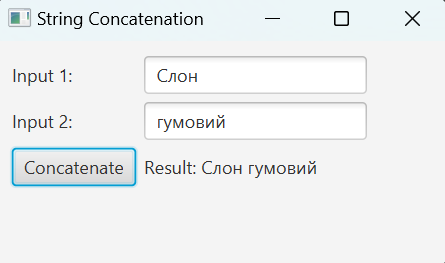 String Concatenation
Input 1: Слон
Input 2: гумовий
Concatenate Result: Слон гумовий